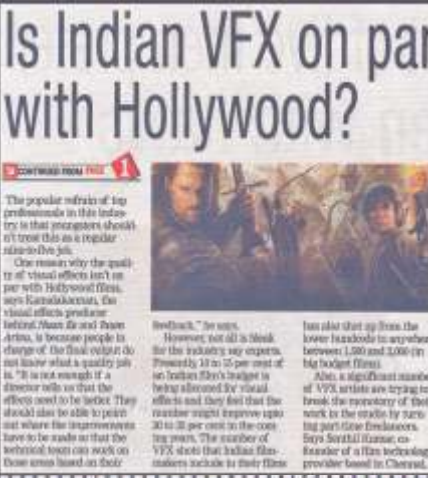 Is Indian VFX on par
with Hollywood?
CONTINUED FROM PAGE 1
The popular refrain of top
professionals in this indus-
try is that youngsters should-
n't treat this as a regular
nine-to-five job.
One reason why the quali-
ty of visual effects isn't on
par with Hollywood films,
says Kamalakannan, the
visual effects producer
behind Naan Ee and
is because people in
charge of the final output do
not know what a quality job
is. "It is not enough if a
director tells us that the
effects need to be better. They
should also be able to point
out where the improvements
have to be made so that the
technical team can work on
those areas based on their
feedback," he says.
However, not all is bleak
for the industry, say experts.
Presently, 10 to 15 per cent of
an Indian film's budget is
being allotted for visual
effects and they feel that the
number might improve upto
30 to 35 per cent in the com-
ing years. The number of
VFX shots that Indian film-
makers include in their films
has also shot up from the
lower hundreds to anywhere
between 1,500 and 2,000 (in
big budget films).
Also, a significant number
of VFX artists are trying to
break the monotony of their
work in the studio by turn-
ing part-time freelancers.
Says Senthil Kumar, co-
founder of a film technology
provider based in Chennai,